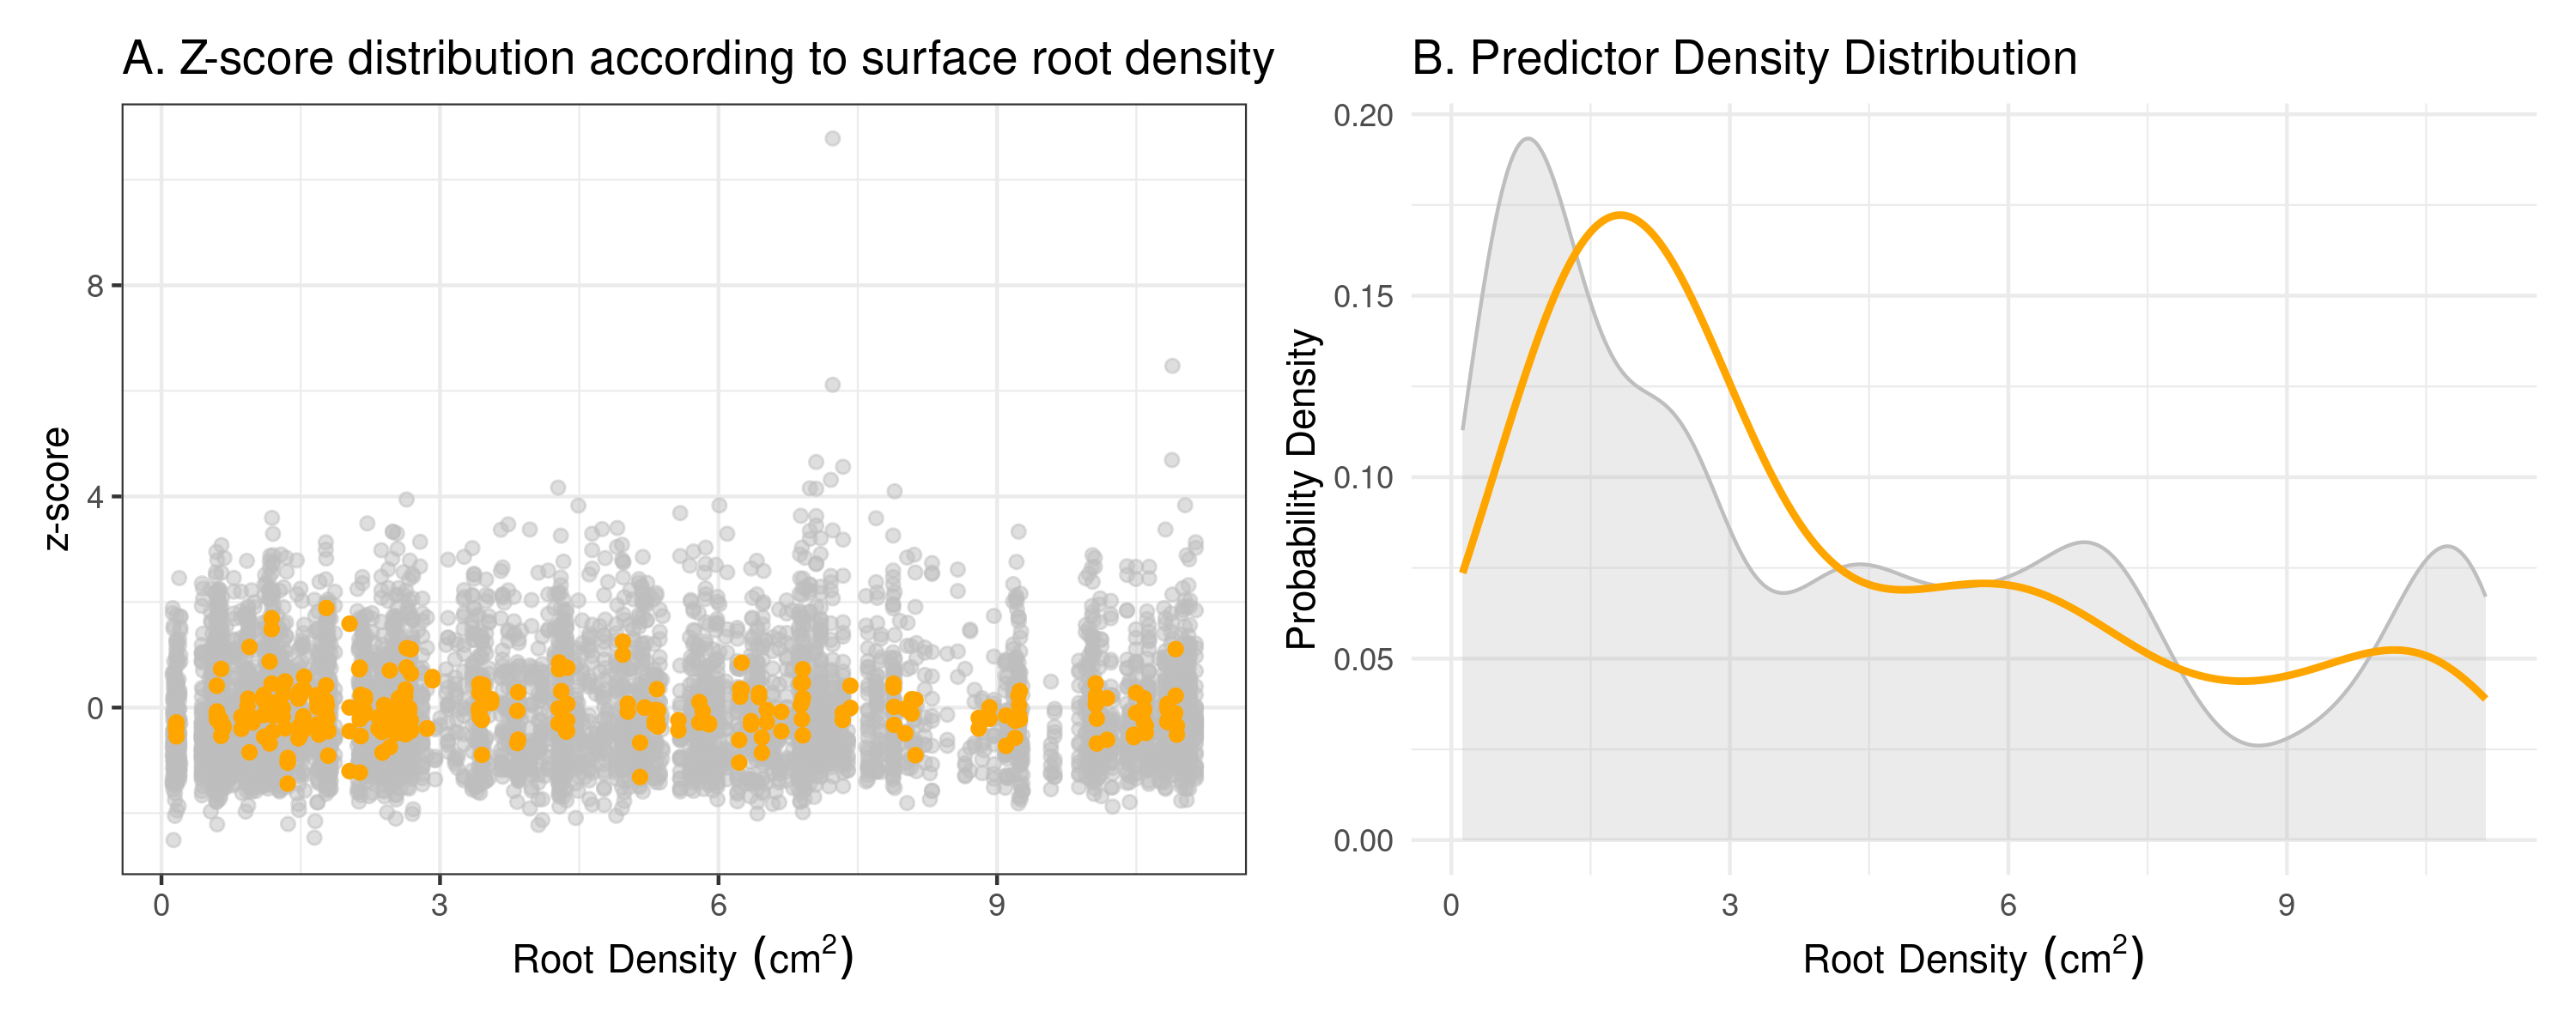 A. Z-score distribution according to surface root density
z-score
8
4
0
0 3 6 9
Root Density (cm²)
B. Predictor Density Distribution
Probability Density
0.20
0.15
0.10
0.05
0.00
0 3 6 9
Root Density (cm²)